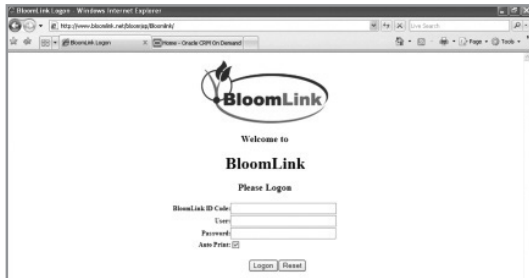 BloomLink Logon - Windows Internet Explorer
http://www.bloomlink.net/bloomjsp/Bloomlink/
Live Search
BloomLink Logon
Home - Oracle CRM On Demand
Page
Tools
BloomLink
Welcome to
BloomLink
Please Logon
BloomLink ID Code:
User:
Password:
Auto Print:
Logon Reset